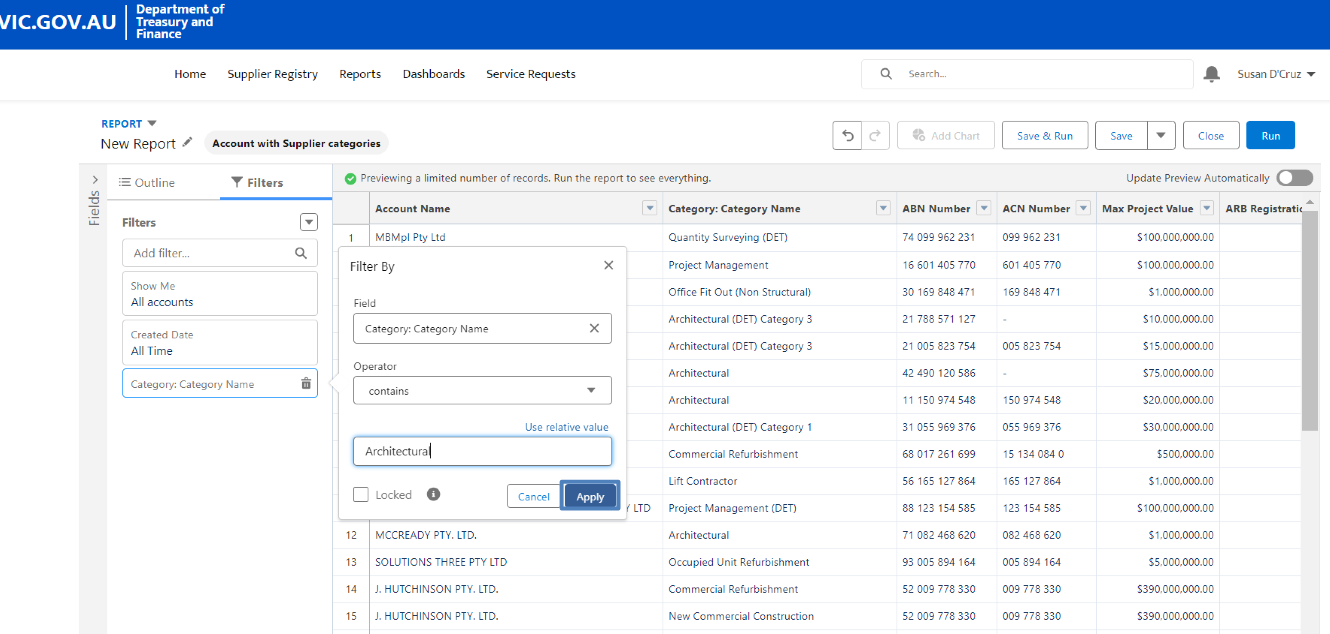 VIC.GOV.AU
Department of
Treasury and
Finance
Home Supplier Registry Reports Dashboards Service Requests Search... Susan D'Cruz
REPORT
New Report Account with Supplier categories
Add Chart Save & Run Save Close Run
Fields
Outline Filters
Filters
Add filter...
Show Me
All accounts
Created Date
All Time
Category: Category Name
Previewing a limited number of records. Run the report to see everything. Update Preview Automatically
Account Name Category: Category Name ABN Number ACN Number Max Project Value ARB Registratio
1 MBMpl Pty Ltd Quantity Surveying (DET) 74 099 962 231 099 962 231 $100,000,000.00
Project Management 16 601 405 770 601 405 770 $100,000,000.00
Office Fit Out (Non Structural) 30 169 848 471 169 848 471 $1,000,000.00
Architectural (DET) Category 3 21 788 571 127 - $10,000,000.00
Architectural (DET) Category 3 21 005 823 754 005 823 754 $15,000,000.00
Architectural 42 490 120 586 - $75,000,000.00
Architectural 11 150 974 548 150 974 548 $20,000,000.00
Architectural (DET) Category 1 31 055 969 376 055 969 376 $30,000,000.00
Commercial Refurbishment 68 017 261 699 15 134 084 0 $500,000.00
Lift Contractor 56 165 127 864 165 127 864 $1,000,000.00
Y LTD Project Management (DET) 88 123 154 585 123 154 585 $100,000,000.00
12 MCCREADY PTY. LTD. Architectural 71 082 468 620 082 468 620 $1,000,000.00
13 SOLUTIONS THREE PTY LTD Occupied Unit Refurbishment 93 005 894 164 005 894 164 $5,000,000.00
14 J. HUTCHINSON PTY. LTD. Commercial Refurbishment 52 009 778 330 009 778 330 $390,000,000.00
15 J. HUTCHINSON PTY. LTD. New Commercial Construction 52 009 778 330 009 778 330 $390,000,000.00
Filter By
Field
Category: Category Name
Operator
contains
Use relative value
Architectural
Locked
Cancel Apply